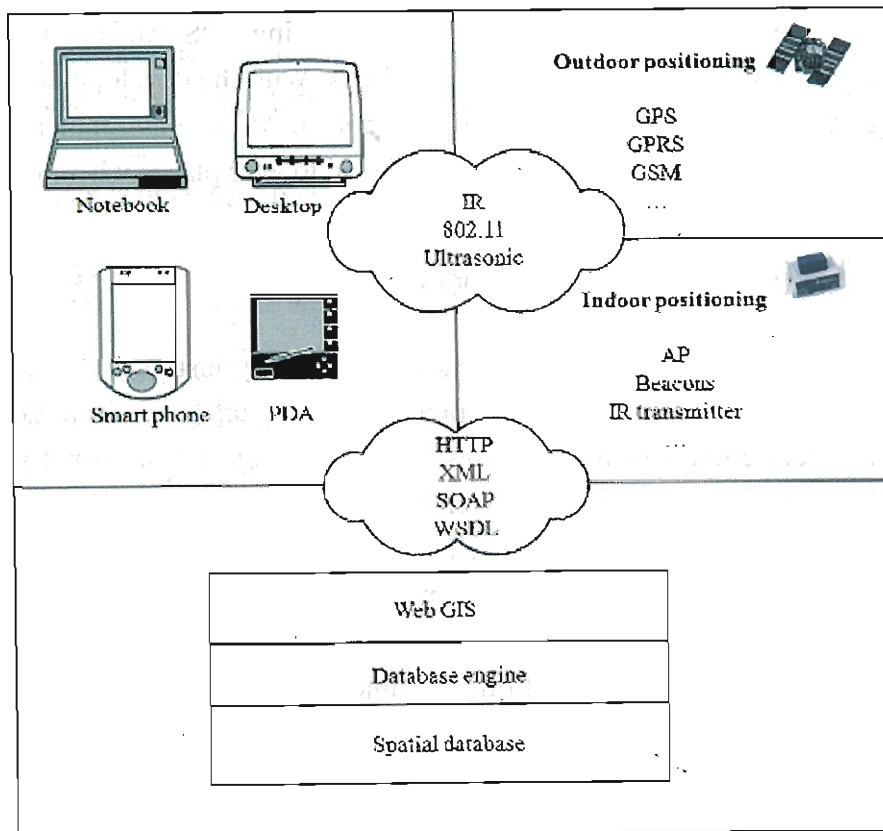 Notebook
Desktop
Smart phone
PDA
Outdoor positioning
GPS
GPRS
GSM
...
IR
802.11
Ultrasonic
Indoor positioning
AP
Beacons
IR transmitter
...
HTTP
XML
SOAP
WSDL
Web GIS
Database engine
Spatial database